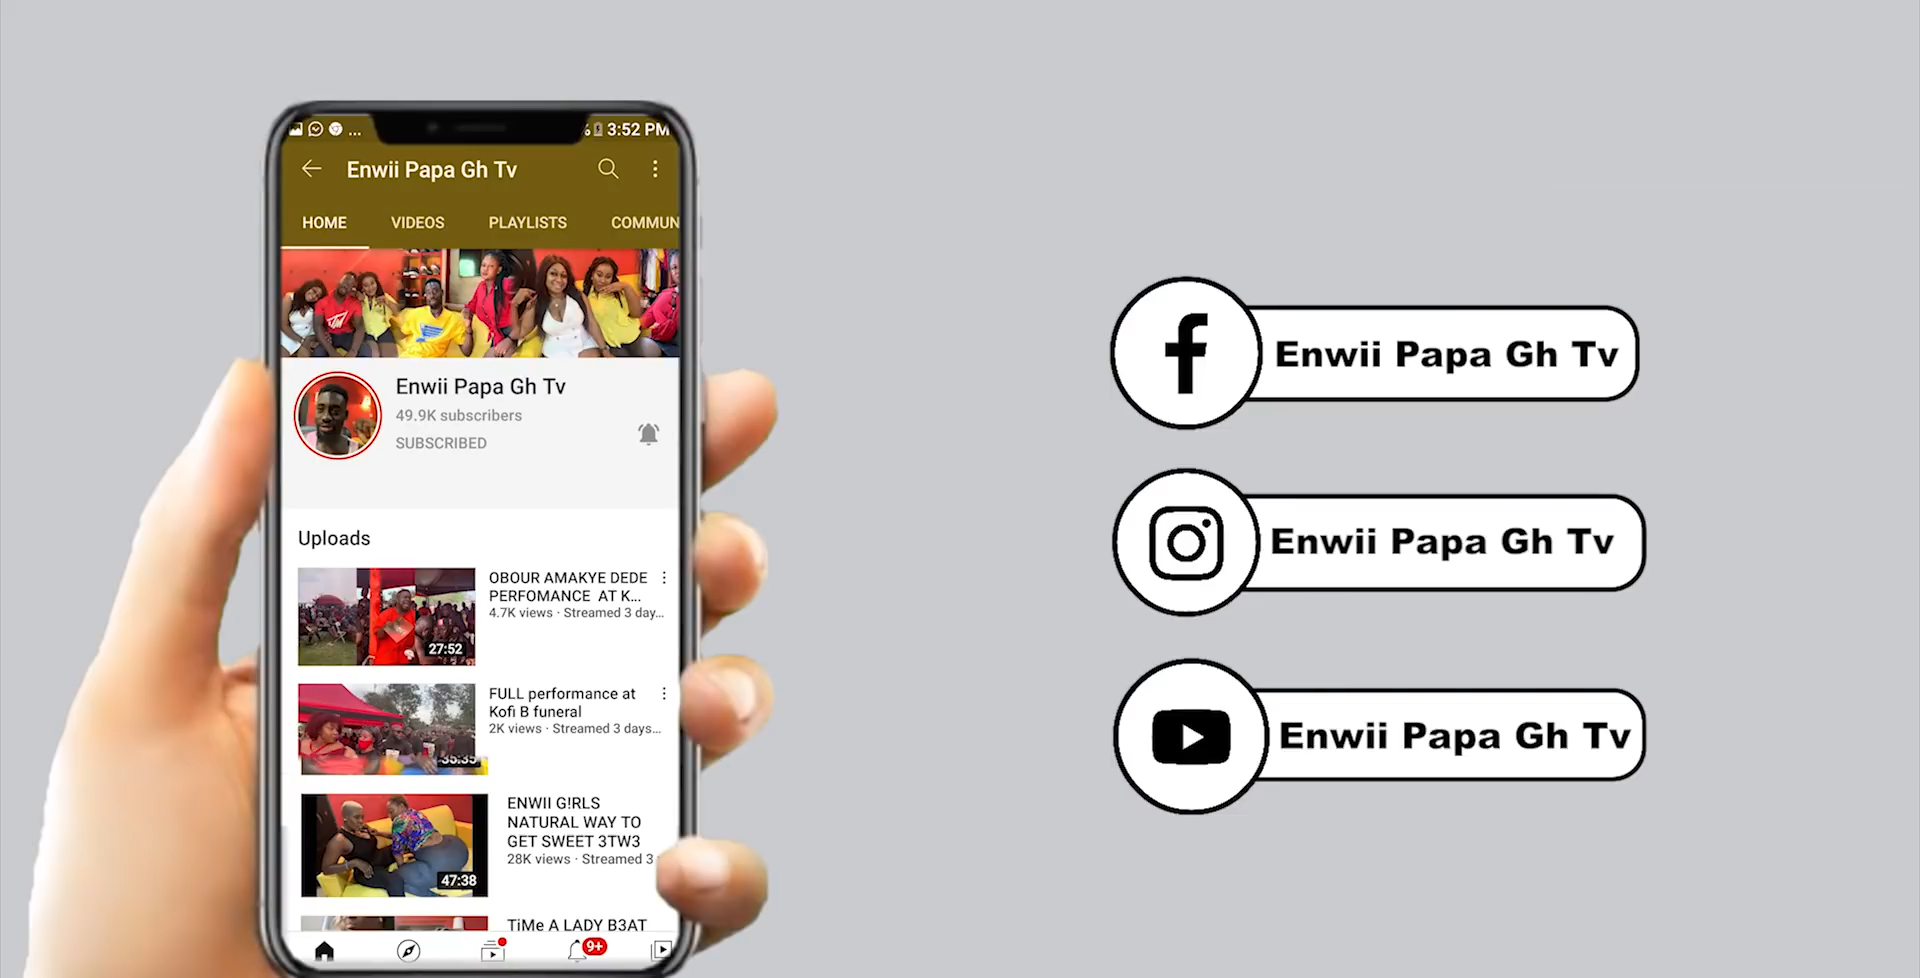 ... 3:52 PM
Enwii Papa Gh Tv
HOME VIDEOS PLAYLISTS COMMUN
Enwii Papa Gh Tv
49.9K subscribers
SUBSCRIBED
Uploads
OBOUR AMAKYE DEDE
PERFOMANCE AT K...
4.7K views · Streamed 3 day...
27:52
FULL performance at
Kofi B funeral
2K views · Streamed 3 days...
35:35
ENWII G!RLS
NATURAL WAY TO
GET SWEET 3TW3
28K views · Streamed 3
47:38
TiMe A LADY B3AT
9+
Enwii Papa Gh Tv
Enwii Papa Gh Tv
Enwii Papa Gh Tv